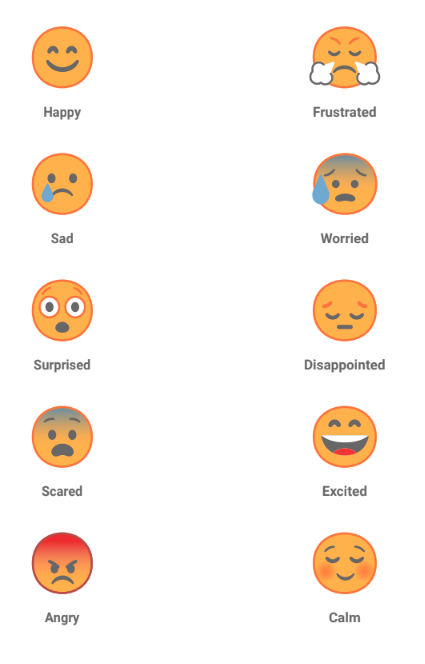 Happy
Frustrated
Sad
Worried
Surprised
Disappointed
Scared
Excited
Angry
Calm